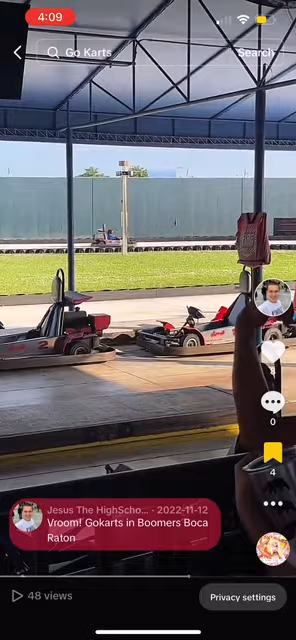 4:09
Go Karts
Search
0
4
Jesus The HighScho... · 2022-11-12
Vroom! Gokarts in Boomers Boca
Raton
48 views
Privacy settings